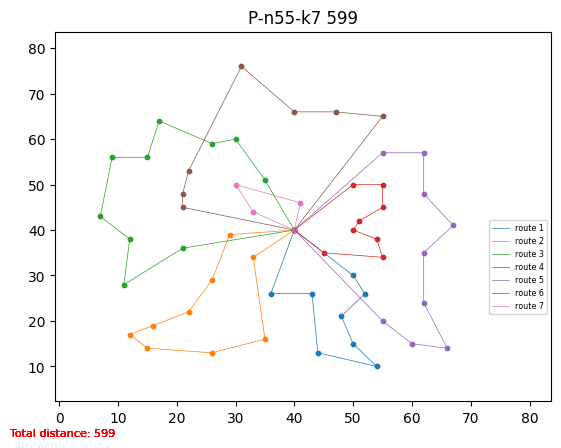 P-n55-k7 599
80
70
60
50
40
30
20
10
0 10 20 30 40 50 60 70 80
route 1
route 2
route 3
route 4
route 5
route 6
route 7
Total distance: 599